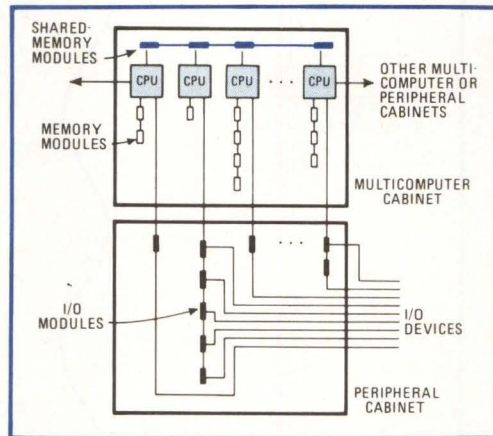 SHARED-
MEMORY
MODULES
CPU CPU CPU ··· CPU
OTHER MULTI-
COMPUTER OR
PERIPHERAL
CABINETS
MEMORY
MODULES
MULTICOMPUTER
CABINET
···
I/O
MODULES
I/O
DEVICES
PERIPHERAL
CABINET